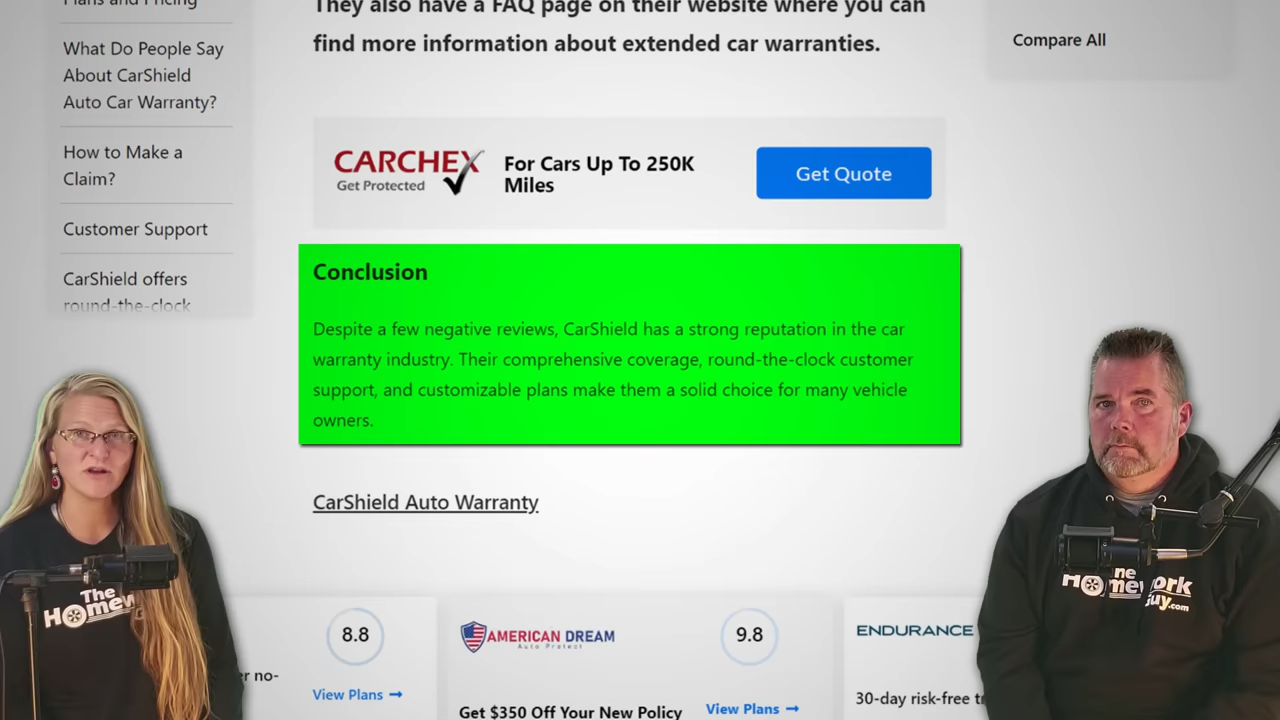 Plans and Pricing
What Do People Say
About CarShield
Auto Car Warranty?
How to Make a
Claim?
Customer Support
CarShield offers
round-the-clock
They also have a FAQ page on their website where you can
find more information about extended car warranties.
Compare All
CARCHEX
Get Protected
For Cars Up To 250K
Miles
Get Quote
Conclusion
Despite a few negative reviews, CarShield has a strong reputation in the car
warranty industry. Their comprehensive coverage, round-the-clock customer
support, and customizable plans make them a solid choice for many vehicle
owners.
CarShield Auto Warranty
8.8
View Plans
AMERICAN DREAM
Auto Protect
9.8
View Plans
Get $350 Off Your New Policy
ENDURANCE
30-day risk-free
The
Guy.com